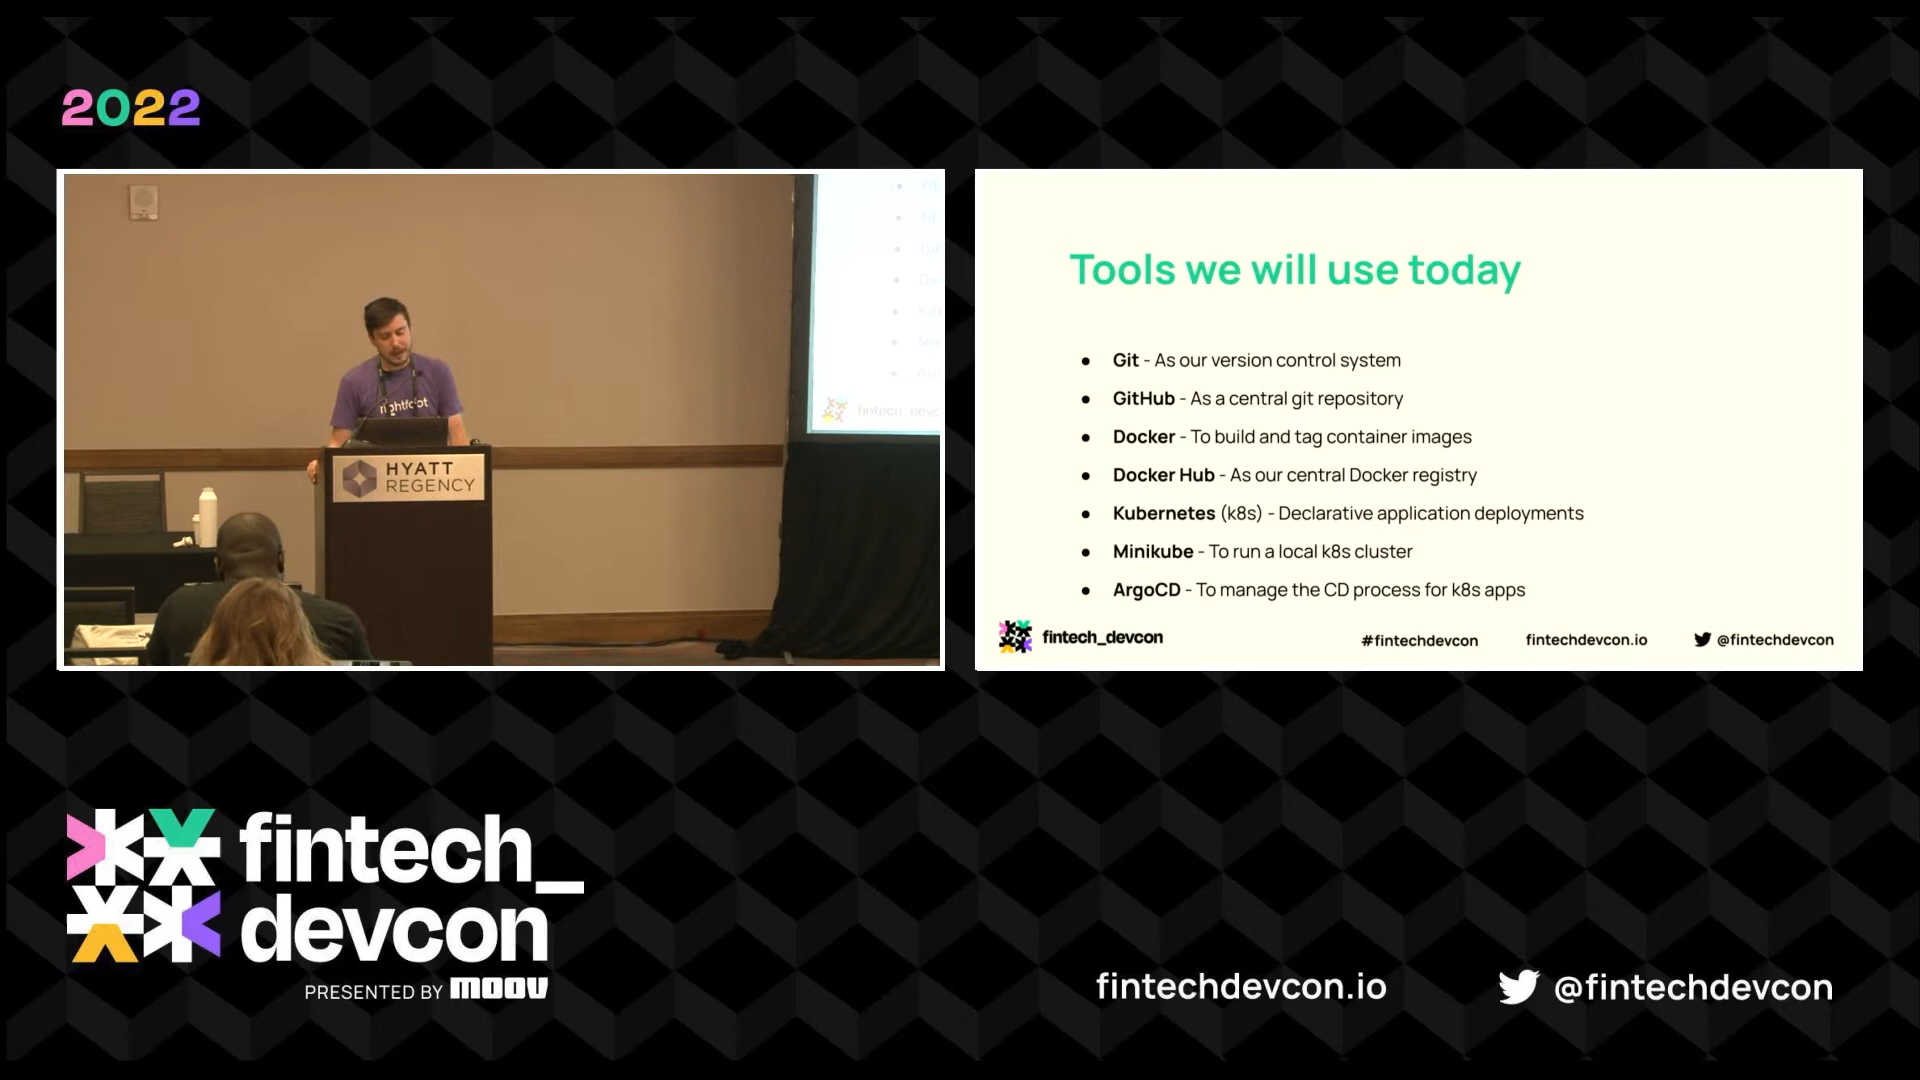 2022
rightfoot
HYATT
REGENCY
fintech_devcon
Tools we will use today
● Git - As our version control system
● GitHub - As a central git repository
● Docker - To build and tag container images
● Docker Hub - As our central Docker registry
● Kubernetes (k8s) - Declarative application deployments
● Minikube - To run a local k8s cluster
● ArgoCD - To manage the CD process for k8s apps
fintech_devcon
#fintechdevcon
fintechdevcon.io
@fintechdevcon
fintech_
devcon
PRESENTED BY moov
fintechdevcon.io
@fintechdevcon